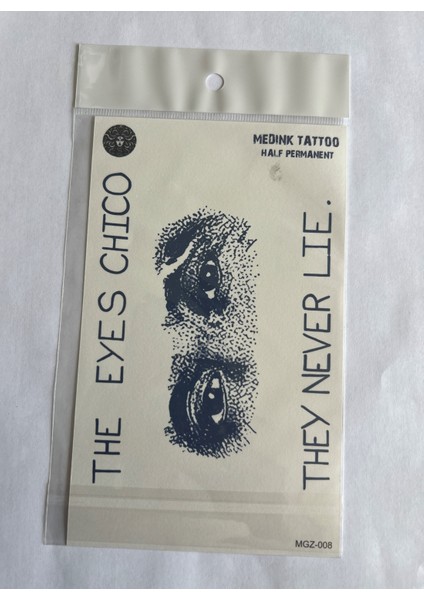 MEDINK TATTOO
HALF PERMANENT
THE EYES CHICO
THEY NEVER LIE.
MGZ-008